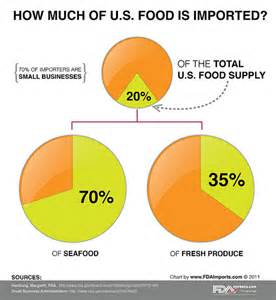 HOW MUCH OF U.S. FOOD IS IMPORTED?
70% OF IMPORTERS ARE
SMALL BUSINESSES
20%
OF THE TOTAL
U.S. FOOD SUPPLY
70%
35%
OF SEAFOOD
OF FRESH PRODUCE
SOURCES:
Chart by www.FDAImports.com © 2011
FDA